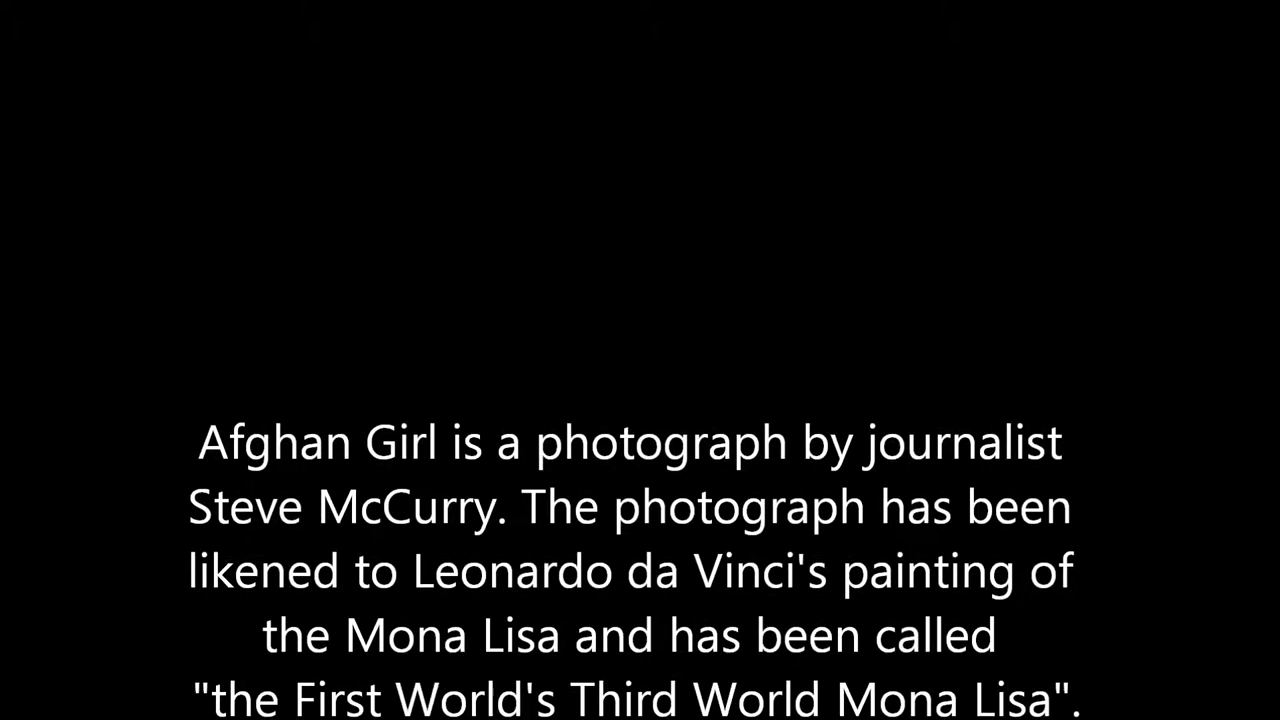 Afghan Girl is a photograph by journalist
Steve McCurry. The photograph has been
likened to Leonardo da Vinci's painting of
the Mona Lisa and has been called
"the First World's Third World Mona Lisa".